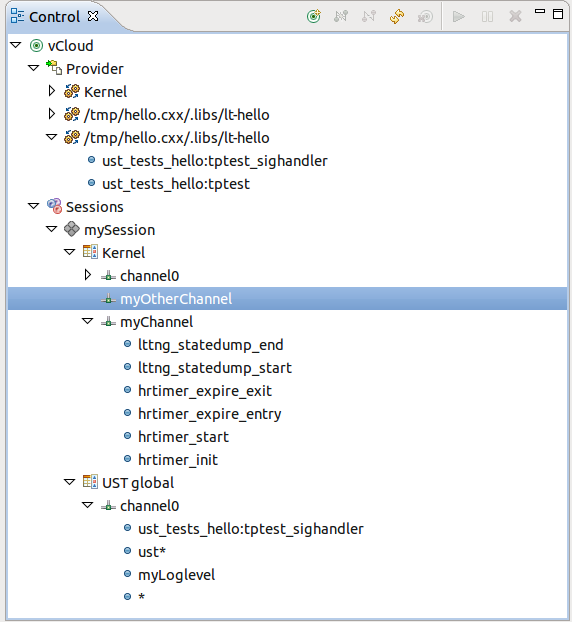 Control
vCloud
Provider
Kernel
/tmp/hello.cxx/.libs/lt-hello
/tmp/hello.cxx/.libs/lt-hello
ust_tests_hello:tptest_sighandler
ust_tests_hello:tptest
Sessions
mySession
Kernel
channel0
myOtherChannel
myChannel
lttng_statedump_end
lttng_statedump_start
hrtimer_expire_exit
hrtimer_expire_entry
hrtimer_start
hrtimer_init
UST global
channel0
ust_tests_hello:tptest_sighandler
ust*
myLoglevel
*